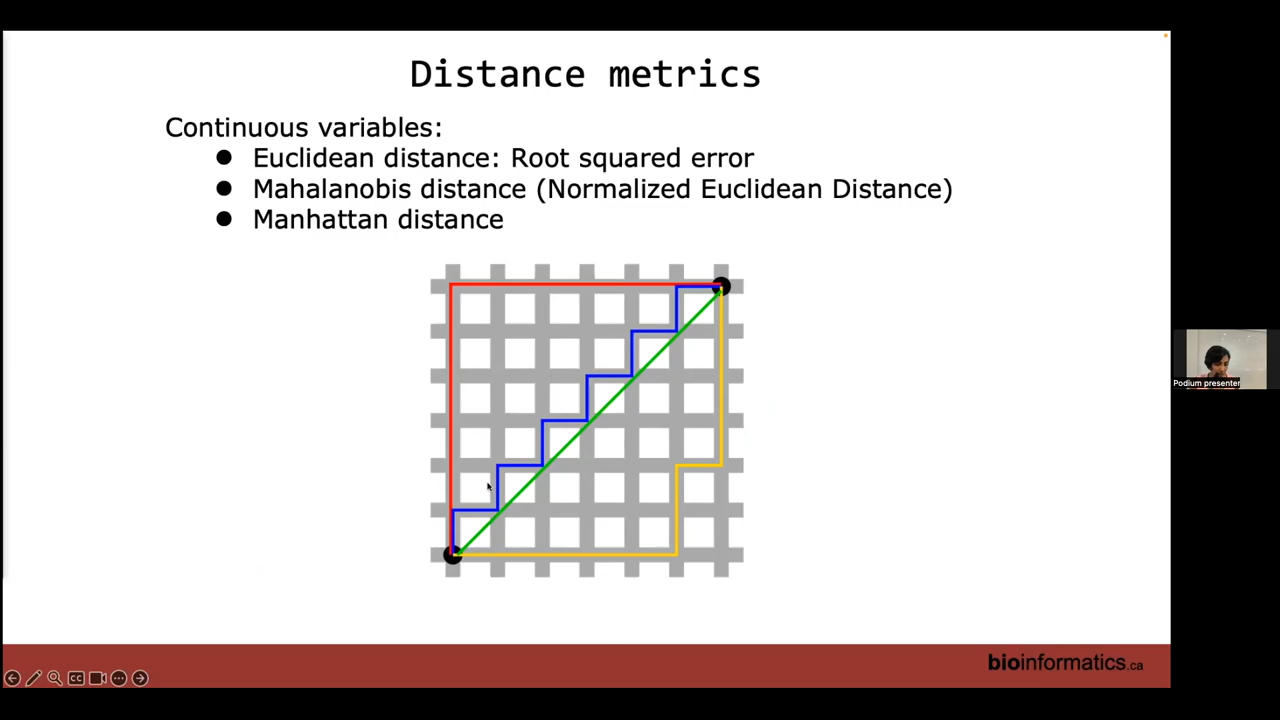 Distance metrics
Continuous variables:
● Euclidean distance: Root squared error
● Mahalanobis distance (Normalized Euclidean Distance)
● Manhattan distance
Podium presenter
bioinformatics.ca
CC